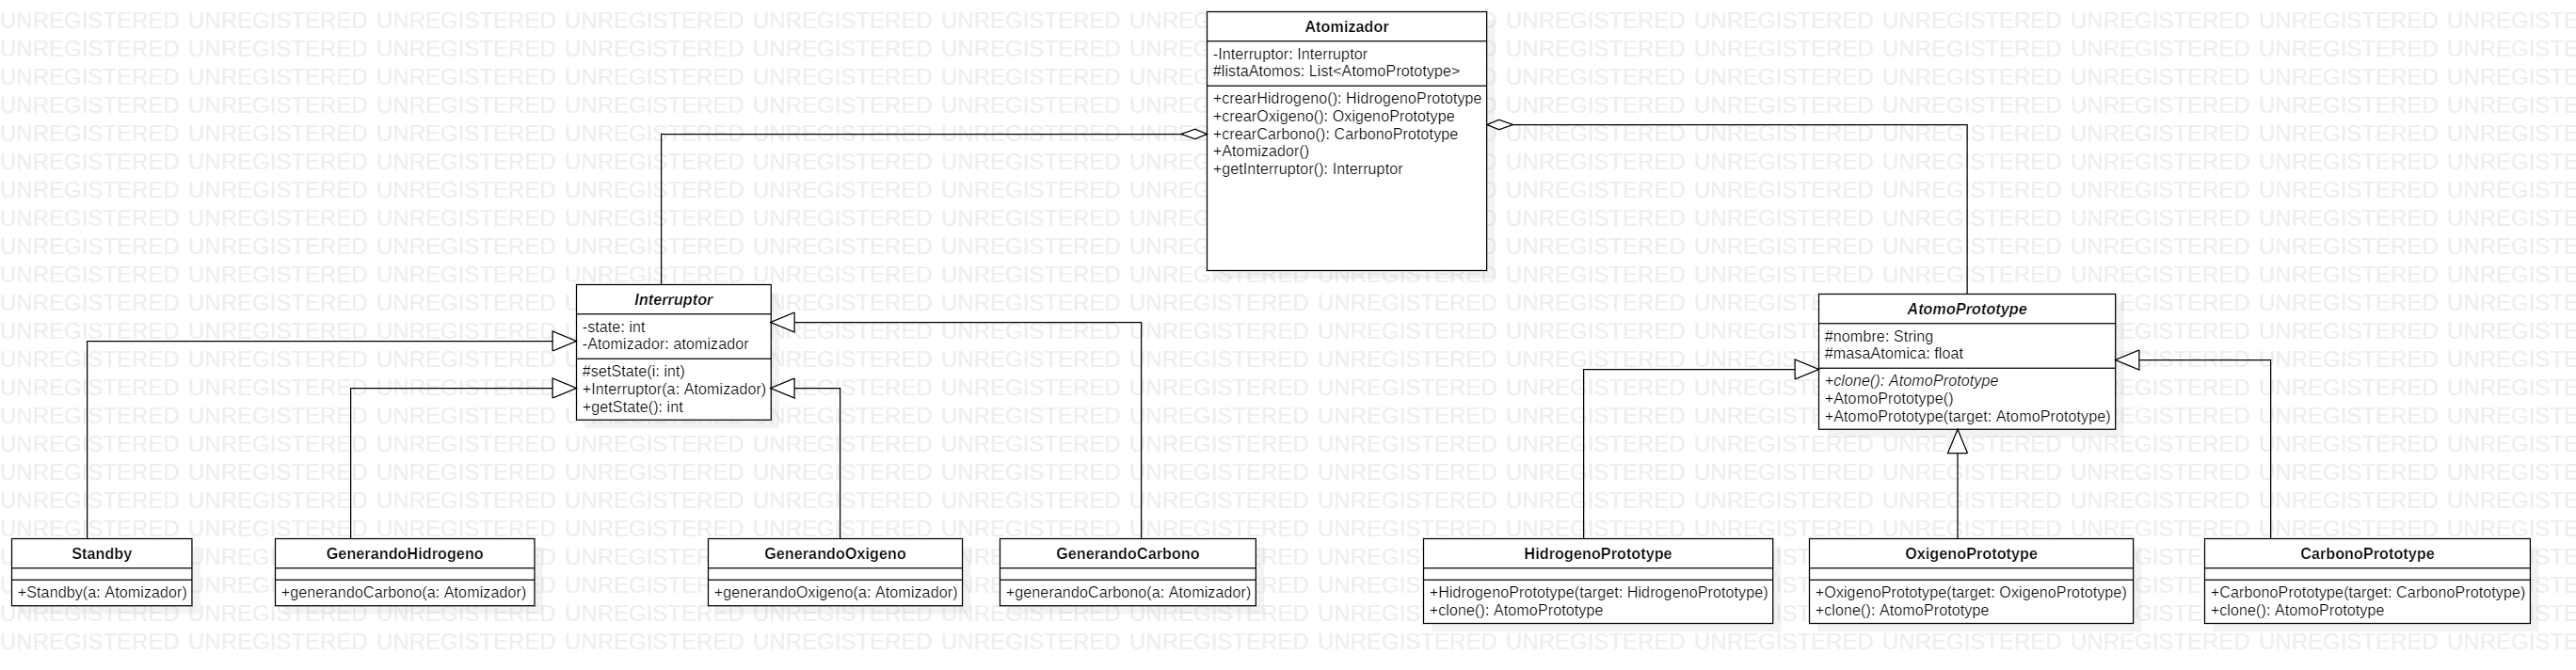 Atomizador
-Interruptor: Interruptor
#listaAtomos: List<AtomoPrototype>
+crearHidrogeno(): HidrogenoPrototype
+crearOxigeno(): OxigenoPrototype
+crearCarbono(): CarbonoPrototype
+Atomizador()
+getInterruptor(): Interruptor
Interruptor
-state: int
-Atomizador: atomizador
#setState(i: int)
+Interruptor(a: Atomizador)
+getState(): int
AtomoPrototype
#nombre: String
#masaAtomica: float
+clone(): AtomoPrototype
+AtomoPrototype()
+AtomoPrototype(target: AtomoPrototype)
Standby
+Standby(a: Atomizador)
GenerandoHidrogeno
+generandoCarbono(a: Atomizador)
GenerandoOxigeno
+generandoOxigeno(a: Atomizador)
GenerandoCarbono
+generandoCarbono(a: Atomizador)
HidrogenoPrototype
+HidrogenoPrototype(target: HidrogenoPrototype)
+clone(): AtomoPrototype
OxigenoPrototype
+OxigenoPrototype(target: OxigenoPrototype)
+clone(): AtomoPrototype
CarbonoPrototype
+CarbonoPrototype(target: CarbonoPrototype)
+clone(): AtomoPrototype
UNREGISTERED